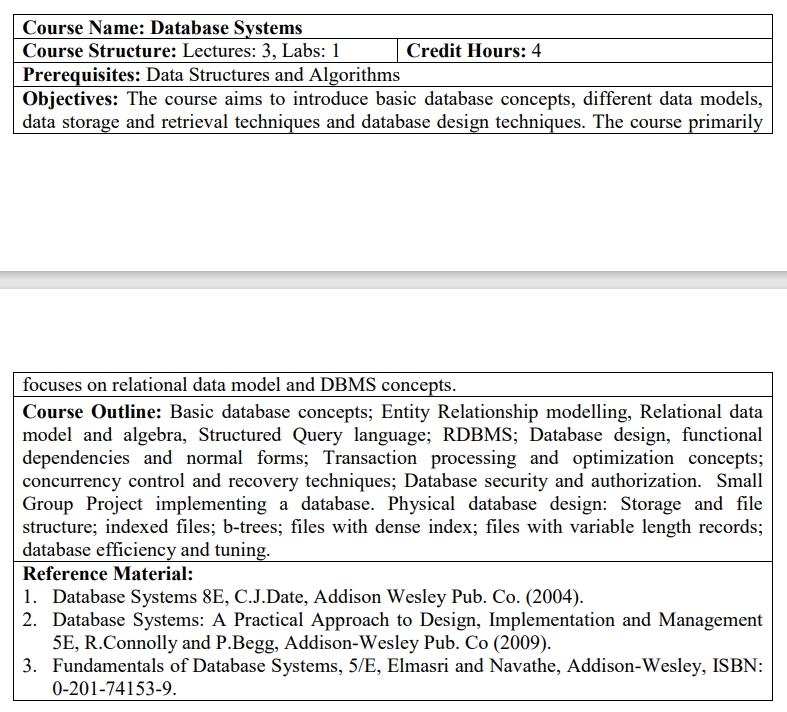 Course Name: Database Systems
Course Structure: Lectures: 3, Labs: 1 Credit Hours: 4
Prerequisites: Data Structures and Algorithms
Objectives: The course aims to introduce basic database concepts, different data models,
data storage and retrieval techniques and database design techniques. The course primarily
focuses on relational data model and DBMS concepts.
Course Outline: Basic database concepts; Entity Relationship modelling, Relational data
model and algebra, Structured Query language; RDBMS; Database design, functional
dependencies and normal forms; Transaction processing and optimization concepts;
concurrency control and recovery techniques; Database security and authorization. Small
Group Project implementing a database. Physical database design: Storage and file
structure; indexed files; b-trees; files with dense index; files with variable length records;
database efficiency and tuning.
Reference Material:
1. Database Systems 8E, C.J.Date, Addison Wesley Pub. Co. (2004).
2. Database Systems: A Practical Approach to Design, Implementation and Management
5E, R.Connolly and P.Begg, Addison-Wesley Pub. Co (2009).
3. Fundamentals of Database Systems, 5/E, Elmasri and Navathe, Addison-Wesley, ISBN:
0-201-74153-9.